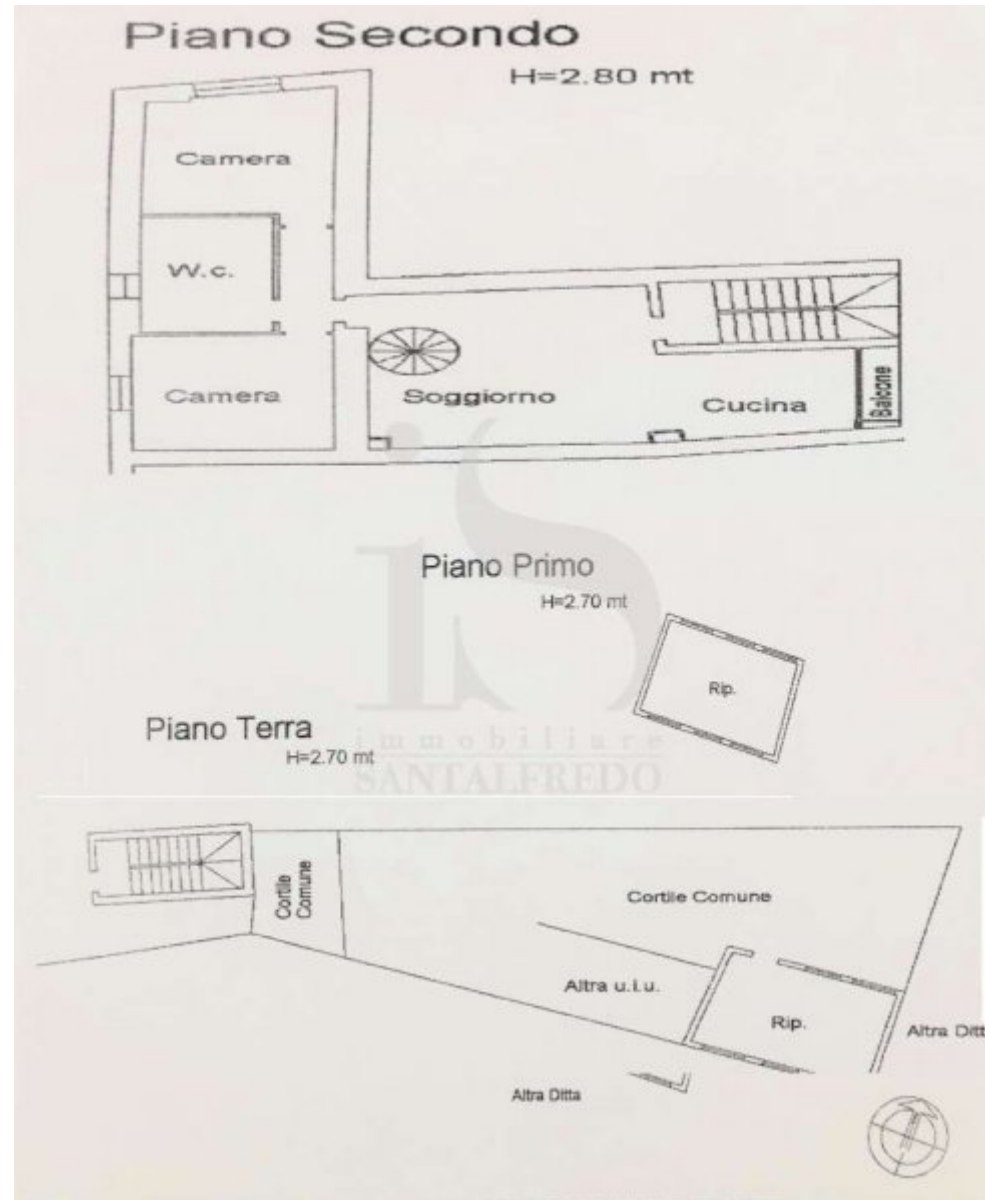 Piano Secondo
H=2.80 mt
Camera
W.c.
Camera
Soggiorno
Cucina
Balcone
Piano Primo
H=2.70 mt
Rip.
Piano Terra
H=2.70 mt
iS
immobiliare
SANTALFREDO
Cortile
Comune
Cortile Comune
Altra u.i.u.
Rip.
Altra Ditt
Altra Ditta